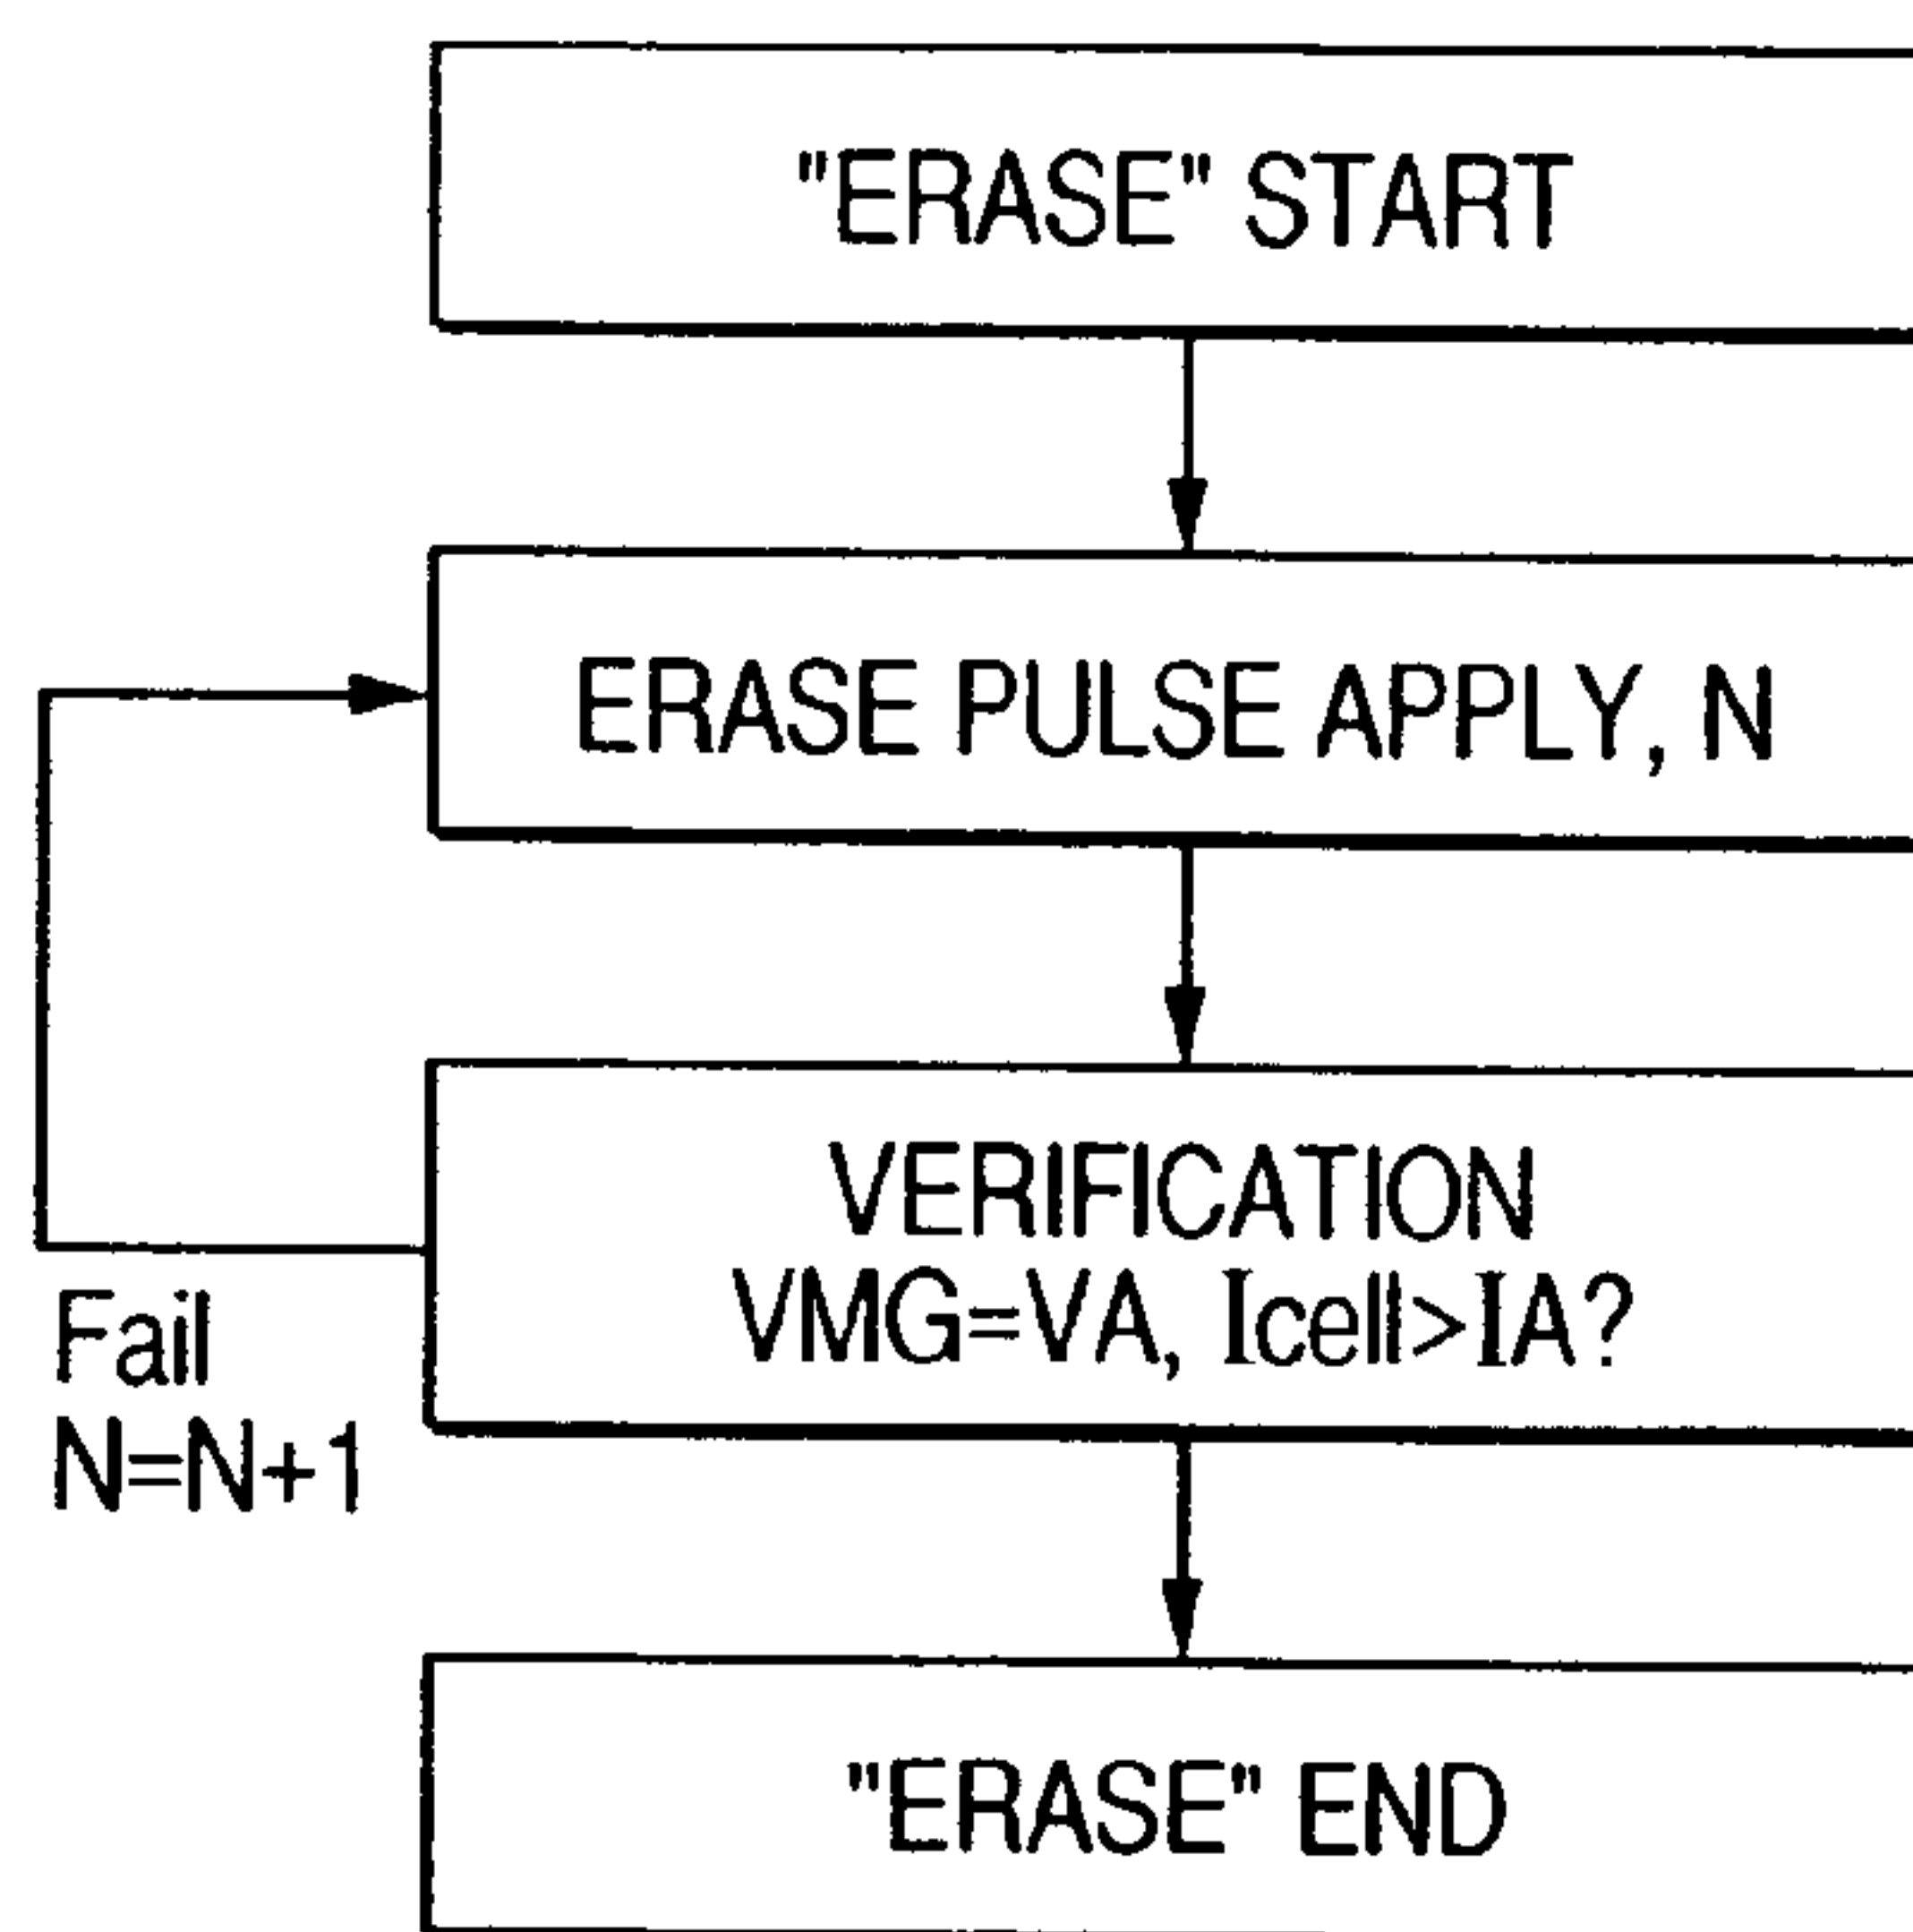 "ERASE" START
ERASE PULSE APPLY, N
VERIFICATION
VMG=VA, Icell>IA?
Fail
N=N+1
"ERASE" END